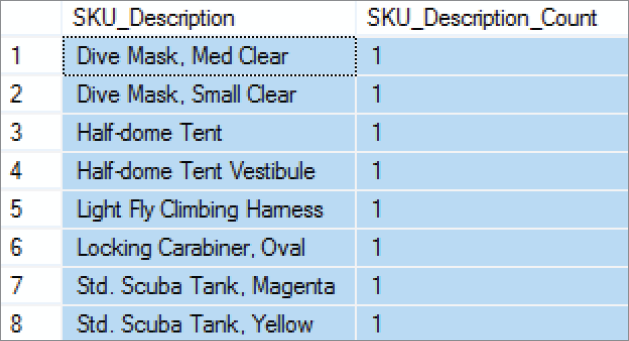 SKU_Description SKU_Description_Count
1 Dive Mask, Med Clear 1
2 Dive Mask, Small Clear 1
3 Half-dome Tent 1
4 Half-dome Tent Vestibule 1
5 Light Fly Climbing Harness 1
6 Locking Carabiner, Oval 1
7 Std. Scuba Tank, Magenta 1
8 Std. Scuba Tank, Yellow 1